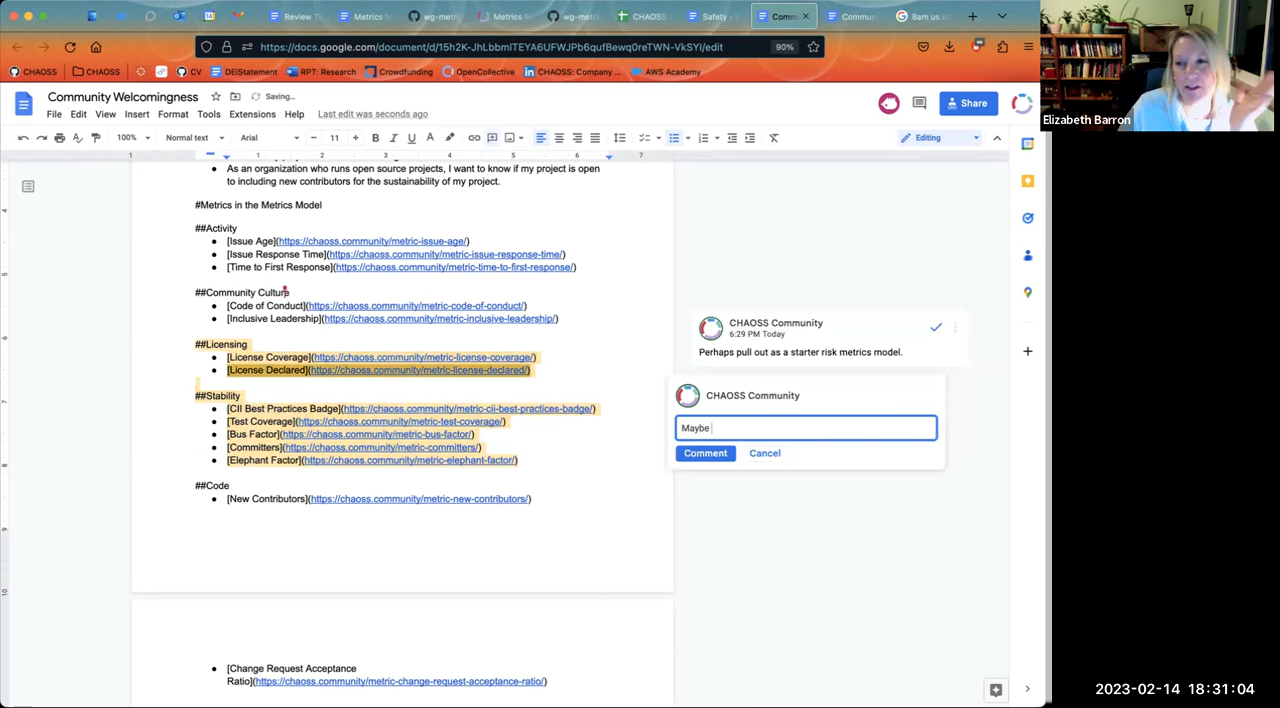 Review T
Metrics M
wg-metri
Metrics
wg-metri
CHAOSS
Safety –
Comm
Commun
8am us c
https://docs.google.com/document/d/15h2K-JhLbbmITEYA6UFWJPb6qufBewq0reTWN-VkSYI/edit
90%
CHAOSS
CHAOSS
CV
DEIStatement
RPT: Research
Crowdfunding
OpenCollective
CHAOSS: Company ...
AWS Academy
Elizabeth Barron
Community Welcomingness
Saving...
File Edit View Insert Format Tools Extensions Help
Last edit was seconds ago
Share
100%
Normal text
Arial
11
Editing
1 1 2 3 4 5 6 7
As an organization who runs open source projects, I want to know if my project is open
to including new contributors for the sustainability of my project.
#Metrics in the Metrics Model
##Activity
[Issue Age](https://chaoss.community/metric-issue-age/)
[Issue Response Time](https://chaoss.community/metric-issue-response-time/)
[Time to First Response](https://chaoss.community/metric-time-to-first-response/)
##Community Culture
[Code of Conduct](https://chaoss.community/metric-code-of-conduct/)
[Inclusive Leadership](https://chaoss.community/metric-inclusive-leadership/)
##Licensing
[License Coverage](https://chaoss.community/metric-license-coverage/)
[License Declared](https://chaoss.community/metric-license-declared/)
##Stability
[CII Best Practices Badge](https://chaoss.community/metric-cii-best-practices-badge/)
[Test Coverage](https://chaoss.community/metric-test-coverage/)
[Bus Factor](https://chaoss.community/metric-bus-factor/)
[Committers](https://chaoss.community/metric-committers/)
[Elephant Factor](https://chaoss.community/metric-elephant-factor/)
##Code
[New Contributors](https://chaoss.community/metric-new-contributors/)
[Change Request Acceptance
Ratio](https://chaoss.community/metric-change-request-acceptance-ratio/)
CHAOSS Community
6:29 PM Today
Perhaps pull out as a starter risk metrics model.
CHAOSS Community
Maybe
Comment
Cancel
2023-02-14 18:31:04